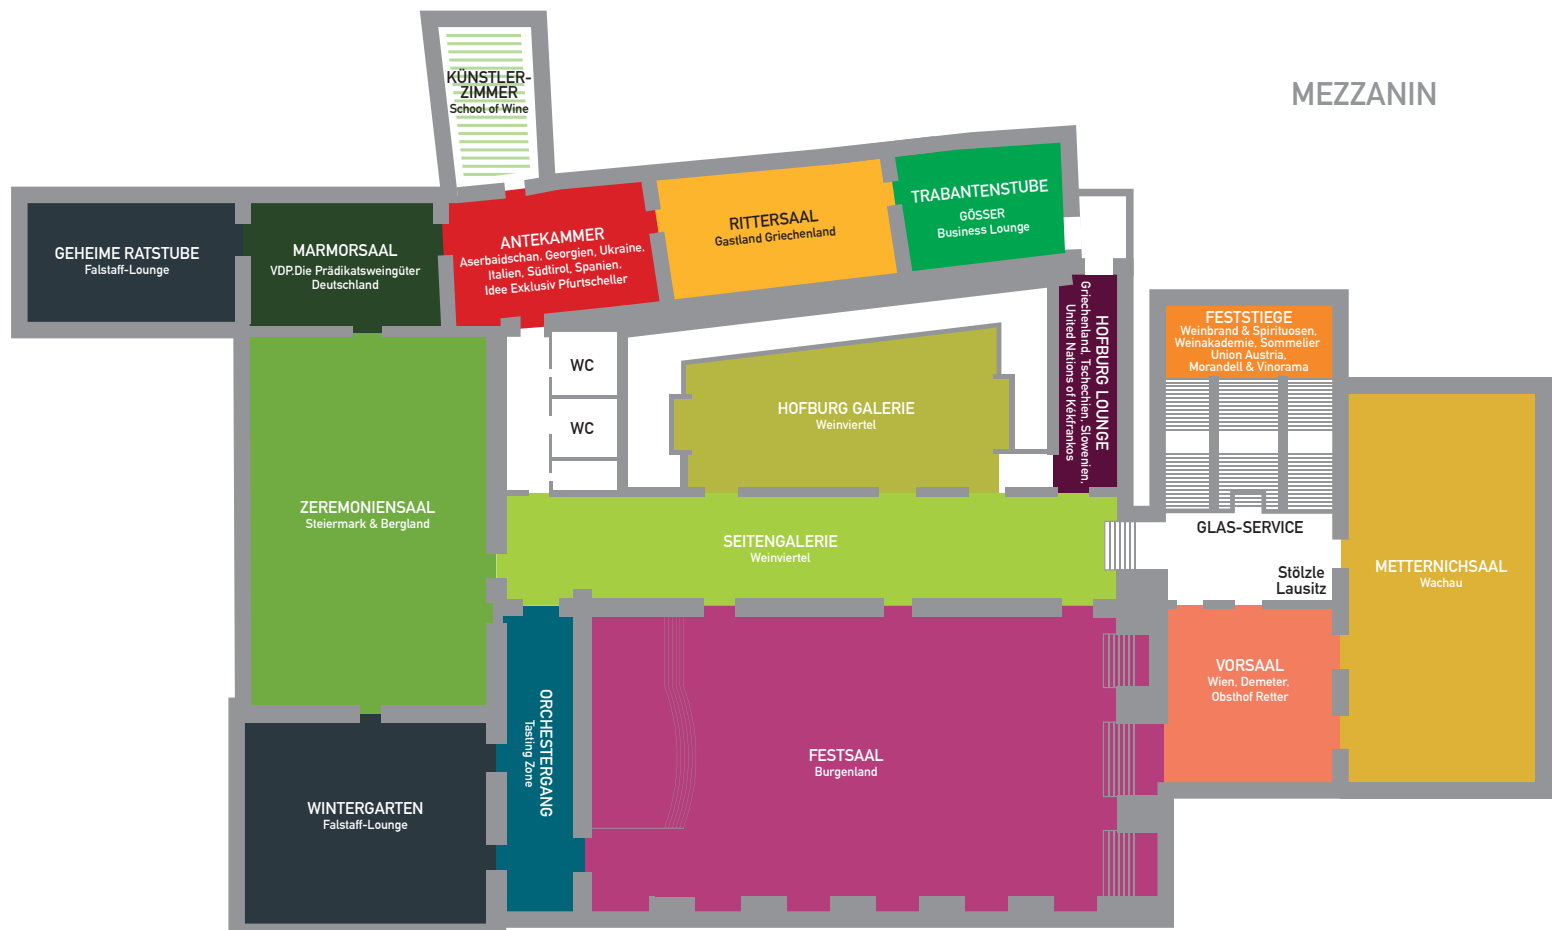 MEZZANIN
KÜNSTLER-
ZIMMER
School of Wine
GEHEIME RATSTUBE
Falstaff-Lounge
MARMORSAAL
VDP.Die Prädikatsweingüter
Deutschland
ANTEKAMMER
Aserbaidschan, Georgien, Ukraine,
Italien, Südtirol, Spanien,
Idee Exklusiv Pfurtscheller
RITTERSAAL
Gastland Griechenland
TRABANTENSTUBE
GÖSSER
Business Lounge
HOFBURG LOUNGE
Griechenland, Tschechien, Slowenien,
United Nations of Kékfrankos
FESTSTIEGE
Weinbrand & Spirituosen,
Weinakademie, Sommelier
Union Austria,
Morandell & Vinorama
WC
WC
HOFBURG GALERIE
Weinviertel
ZEREMONIENSAAL
Steiermark & Bergland
SEITENGALERIE
Weinviertel
GLAS-SERVICE
Stölzle
Lausitz
METTERNICHSAAL
Wachau
VORSAAL
Wien, Demeter,
Obsthof Retter
ORCHESTERGANG
Tasting Zone
FESTSAAL
Burgenland
WINTERGARTEN
Falstaff-Lounge